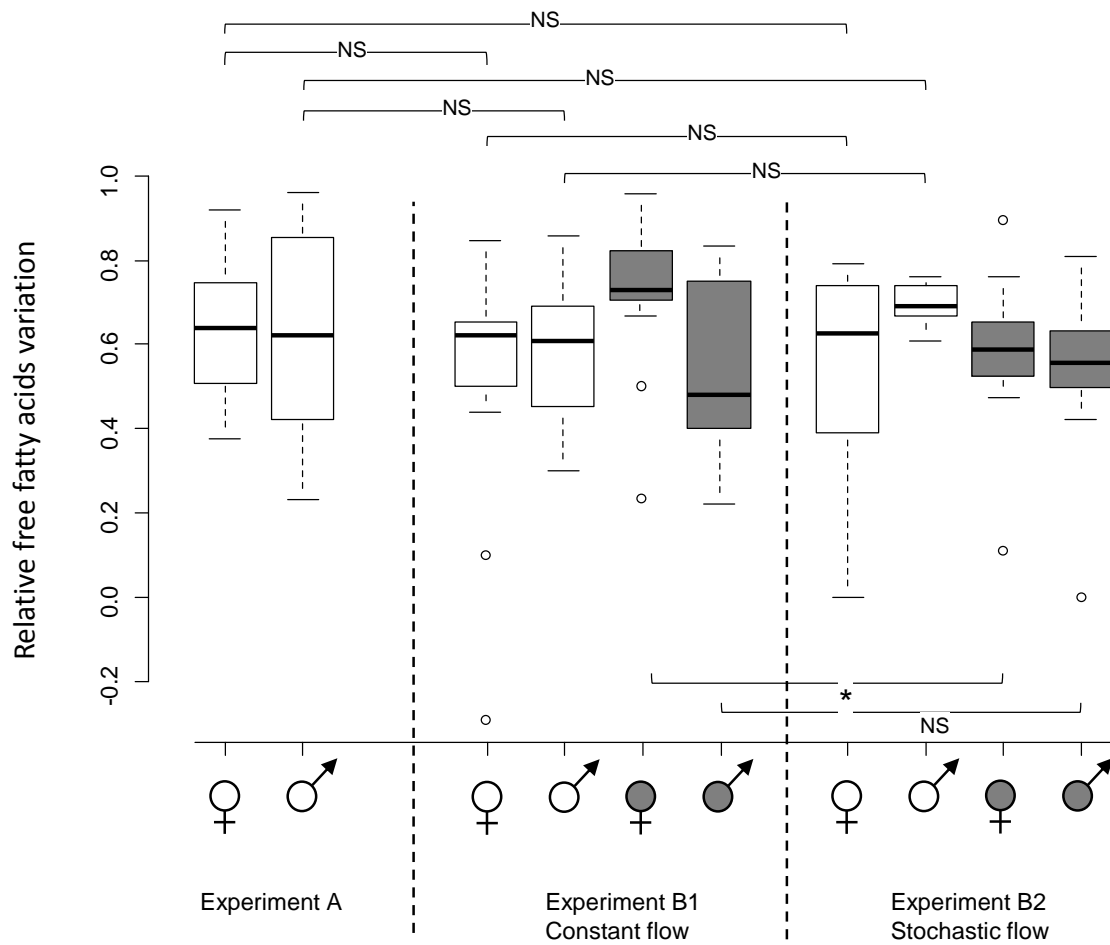 NS
NS
NS
NS
NS
NS
Relative free fatty acids variation
1.0
0.8
0.6
0.4
0.2
0.0
-0.2
*
NS
♀ ♂ ♀ ♂ ♀ ♂ ♀ ♂ ♀ ♂
Experiment A
Experiment B1
Constant flow
Experiment B2
Stochastic flow